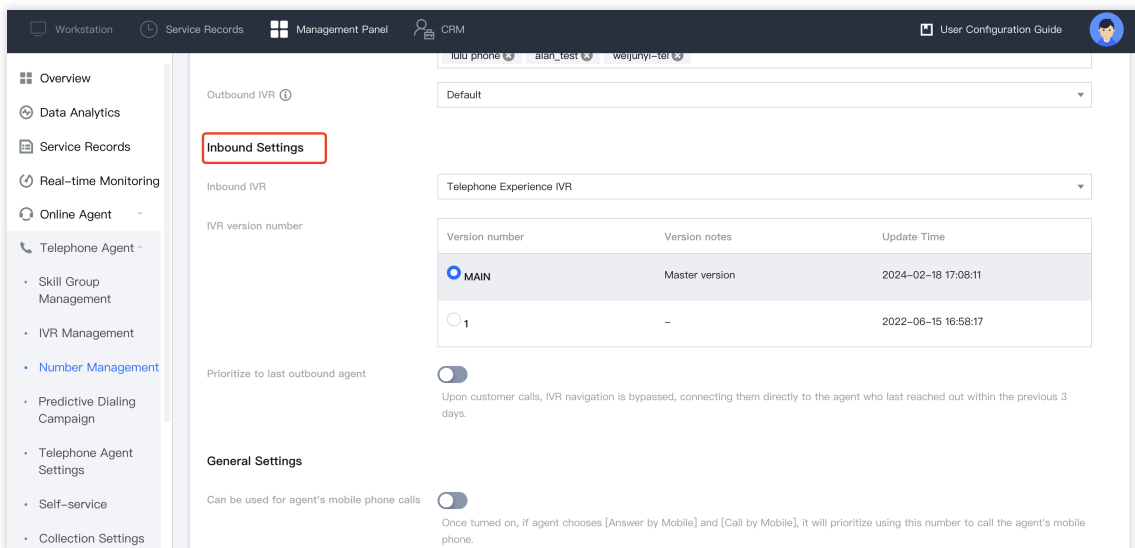 Workstation
Service Records
Management Panel
CRM
User Configuration Guide
Overview
Data Analytics
Service Records
Real-time Monitoring
Online Agent
Telephone Agent
Skill Group
Management
IVR Management
Number Management
Predictive Dialing
Campaign
Telephone Agent
Settings
Self-service
Collection Settings
lulu phone alan_test weijunyi-tel
Outbound IVR Default
Inbound Settings
Inbound IVR Telephone Experience IVR
IVR version number
Version number Version notes Update Time
MAIN Master version 2024-02-18 17:08:11
1 - 2022-06-15 16:58:17
Prioritize to last outbound agent
Upon customer calls, IVR navigation is bypassed, connecting them directly to the agent who last reached out within the previous 3
days.
General Settings
Can be used for agent's mobile phone calls
Once turned on, if agent chooses [Answer by Mobile] and [Call by Mobile], it will prioritize using this number to call the agent's mobile
phone.